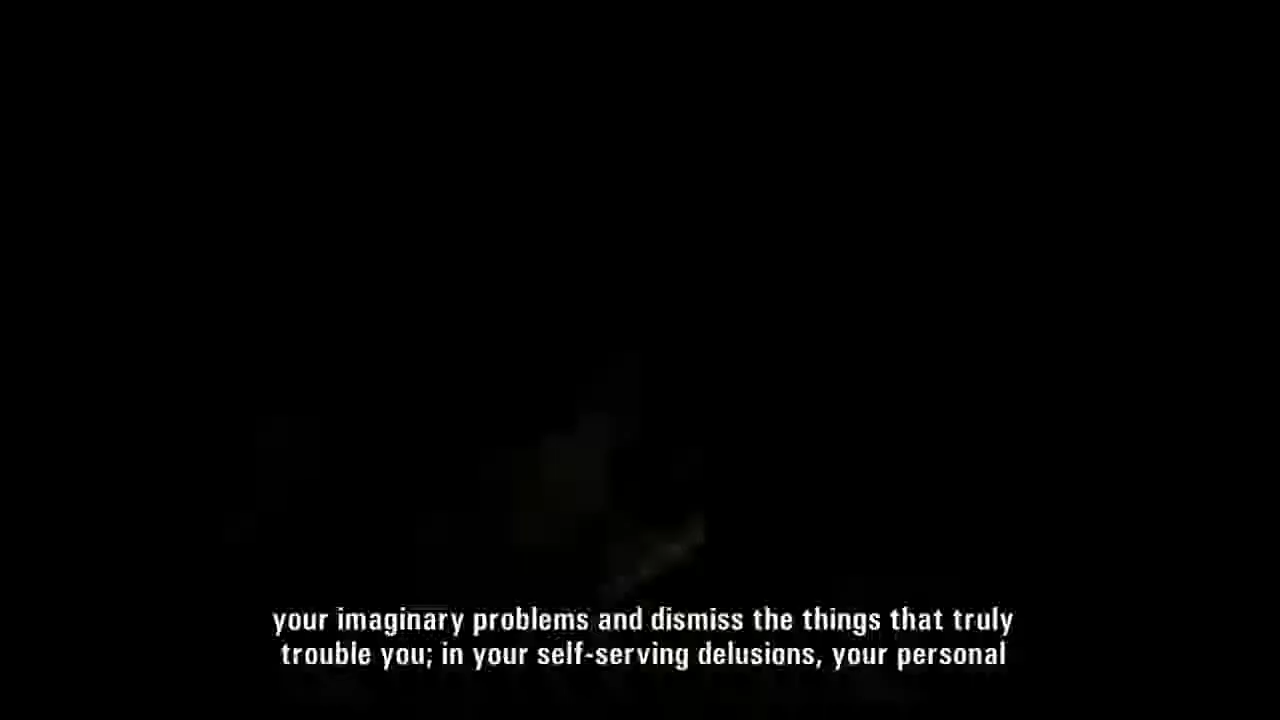 your imaginary problems and dismiss the things that truly
trouble you; in your self-serving delusions, your personal